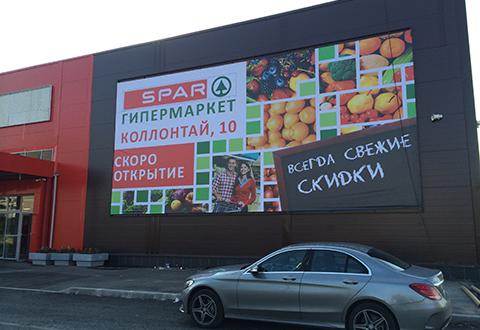 SPAR
ГИПЕРМАРКЕТ
КОЛЛОНТАЙ, 10
СКОРО
ОТКРЫТИЕ
ВСЕГДА СВЕЖИЕ
СКИДКИ